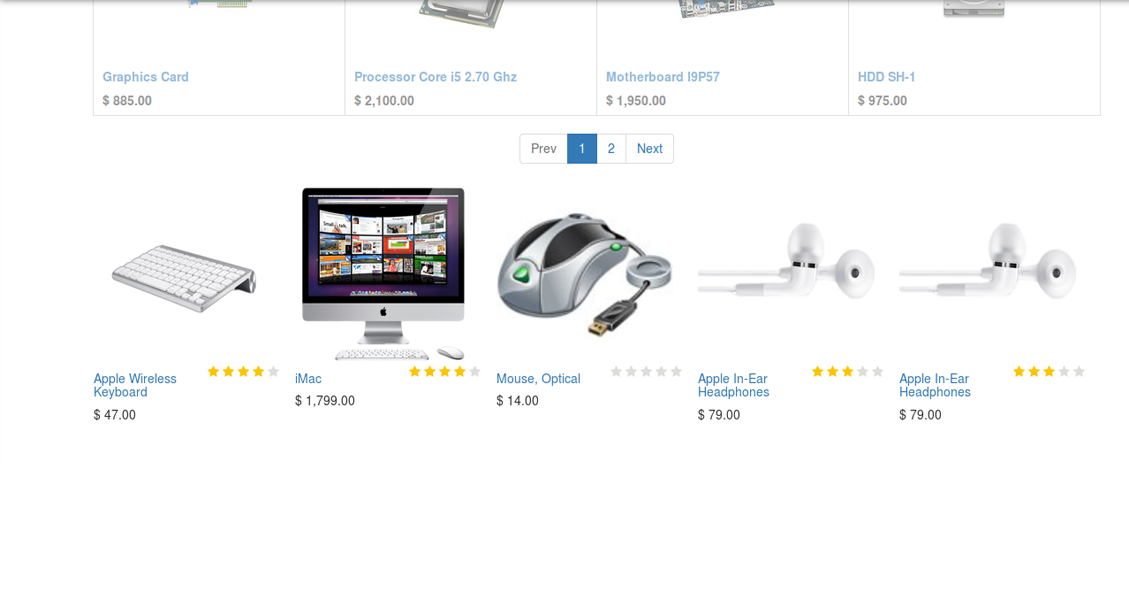 Graphics Card
Processor Core i5 2.70 Ghz
Motherboard I9P57
HDD SH-1
$ 885.00
$ 2,100.00
$ 1,950.00
$ 975.00
Prev 1 2 Next
Apple Wireless
Keyboard
$ 47.00
iMac
$ 1,799.00
Mouse, Optical
$ 14.00
Apple In-Ear
Headphones
$ 79.00
Apple In-Ear
Headphones
$ 79.00